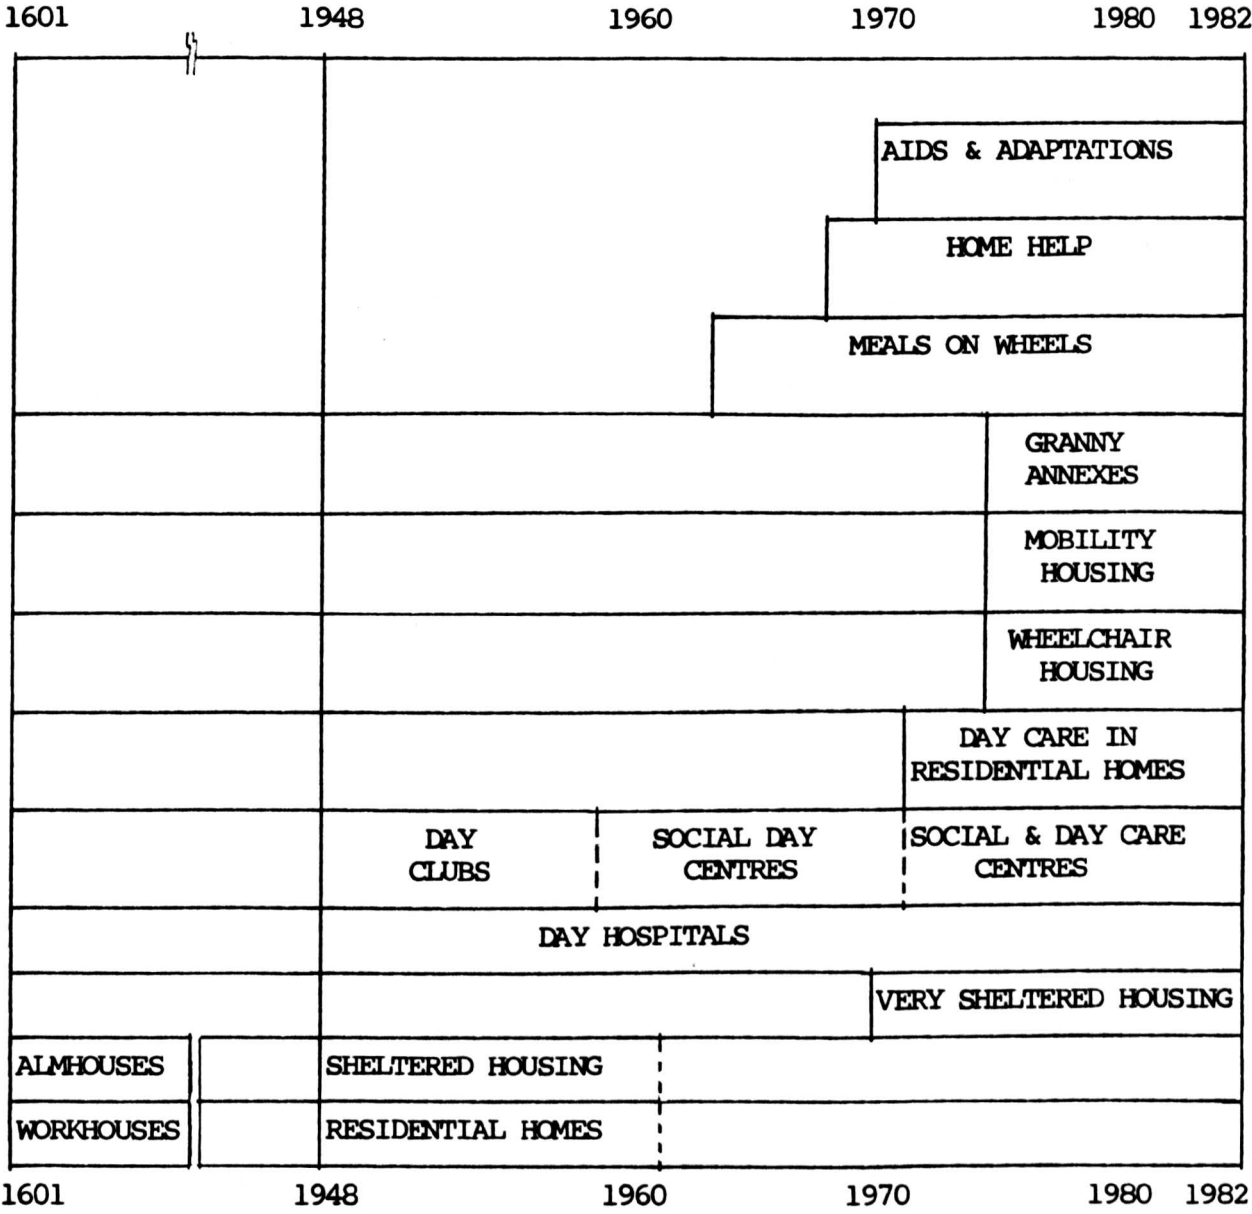 1601 1948 1960 1970 1980 1982
AIDS & ADAPTATIONS
HOME HELP
MEALS ON WHEELS
GRANNY
ANNEXES
MOBILITY
HOUSING
WHEELCHAIR
HOUSING
DAY CARE IN
RESIDENTIAL HOMES
DAY
CLUBS
SOCIAL DAY
CENTRES
SOCIAL & DAY CARE
CENTRES
DAY HOSPITALS
VERY SHELTERED HOUSING
ALMHOUSES SHELTERED HOUSING
WORKHOUSES RESIDENTIAL HOMES
1601 1948 1960 1970 1980 1982